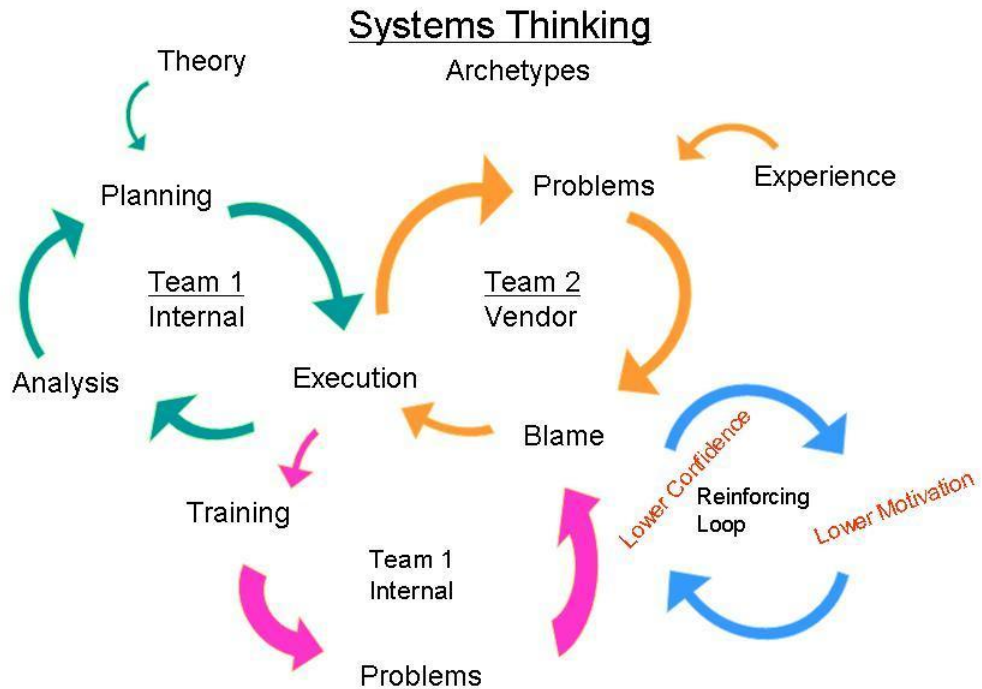 Systems Thinking
Archetypes
Theory
Planning
Problems
Experience
Team 1
Internal
Team 2
Vendor
Analysis
Execution
Blame
Lower Confidence
Reinforcing
Loop
Lower Motivation
Training
Team 1
Internal
Problems